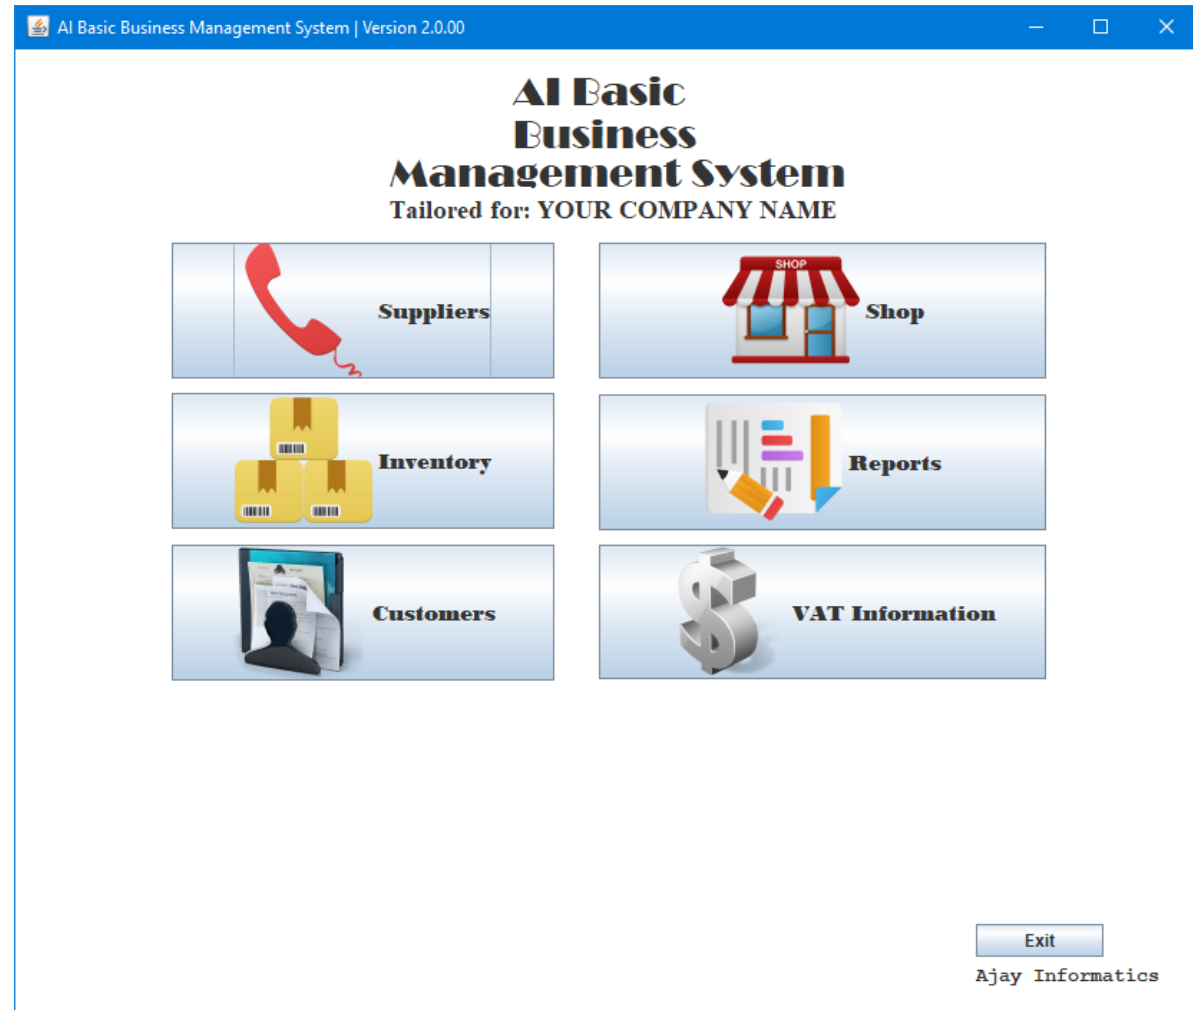 AI Basic Business Management System | Version 2.0.00
AI Basic
Business
Management System
Tailored for: YOUR COMPANY NAME
Suppliers
SHOP
Shop
Inventory
Reports
Customers
VAT Information
Exit
Ajay Informatics